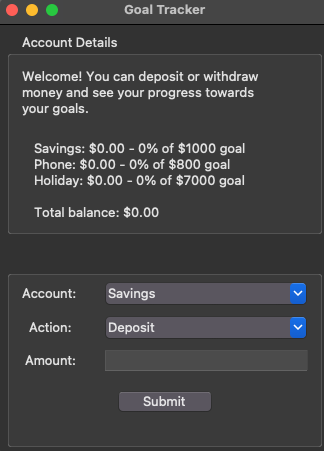 Goal Tracker
Account Details
Welcome! You can deposit or withdraw
money and see your progress towards
your goals.
Savings: $0.00 - 0% of $1000 goal
Phone: $0.00 - 0% of $800 goal
Holiday: $0.00 - 0% of $7000 goal
Total balance: $0.00
Account: Savings
Action: Deposit
Amount:
Submit